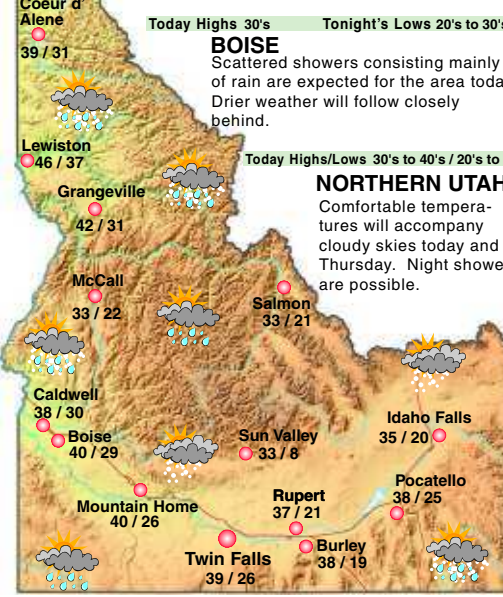 Coeur d'
Alene
39 / 31
Today Highs 30's Tonight's Lows 20's to 30's
BOISE
Scattered showers consisting mainly
of rain are expected for the area
Drier weather will follow closely
behind.
Lewiston
46 / 37
Today Highs/Lows 30's to 40's / 20's to
NORTHERN UTAH
Comfortable tempera-
tures will accompany
cloudy skies today and
Thursday. Night
are possible.
Grangeville
42 / 31
McCall
33 / 22
Salmon
33 / 21
Caldwell
38 / 30
Boise
40 / 29
Sun Valley
33 / 8
Idaho Falls
35 / 20
Mountain Home
40 / 26
Rupert
37 / 21
Pocatello
38 / 25
Twin Falls
39 / 26
Burley
38 / 19